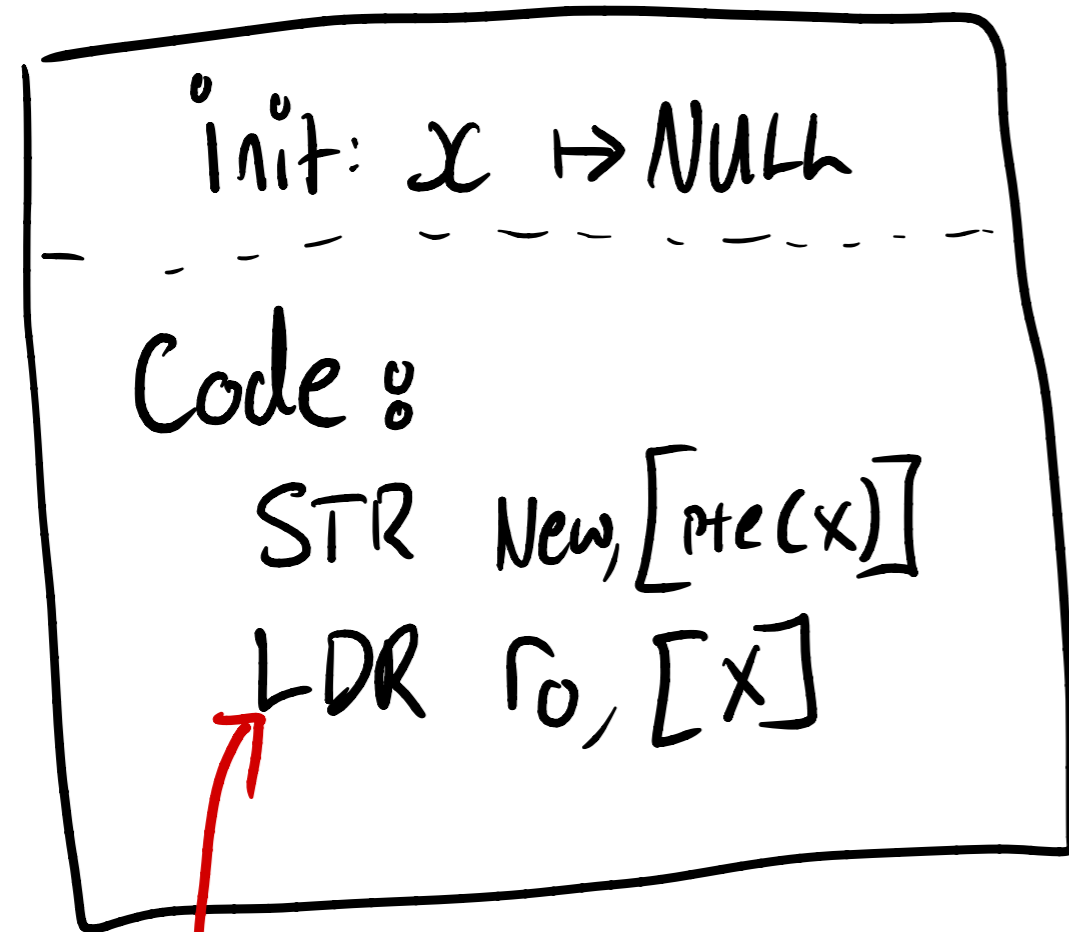 init: x ↦ NULL
Code:
STR New, [pte(x)]
LDR r0, [x]